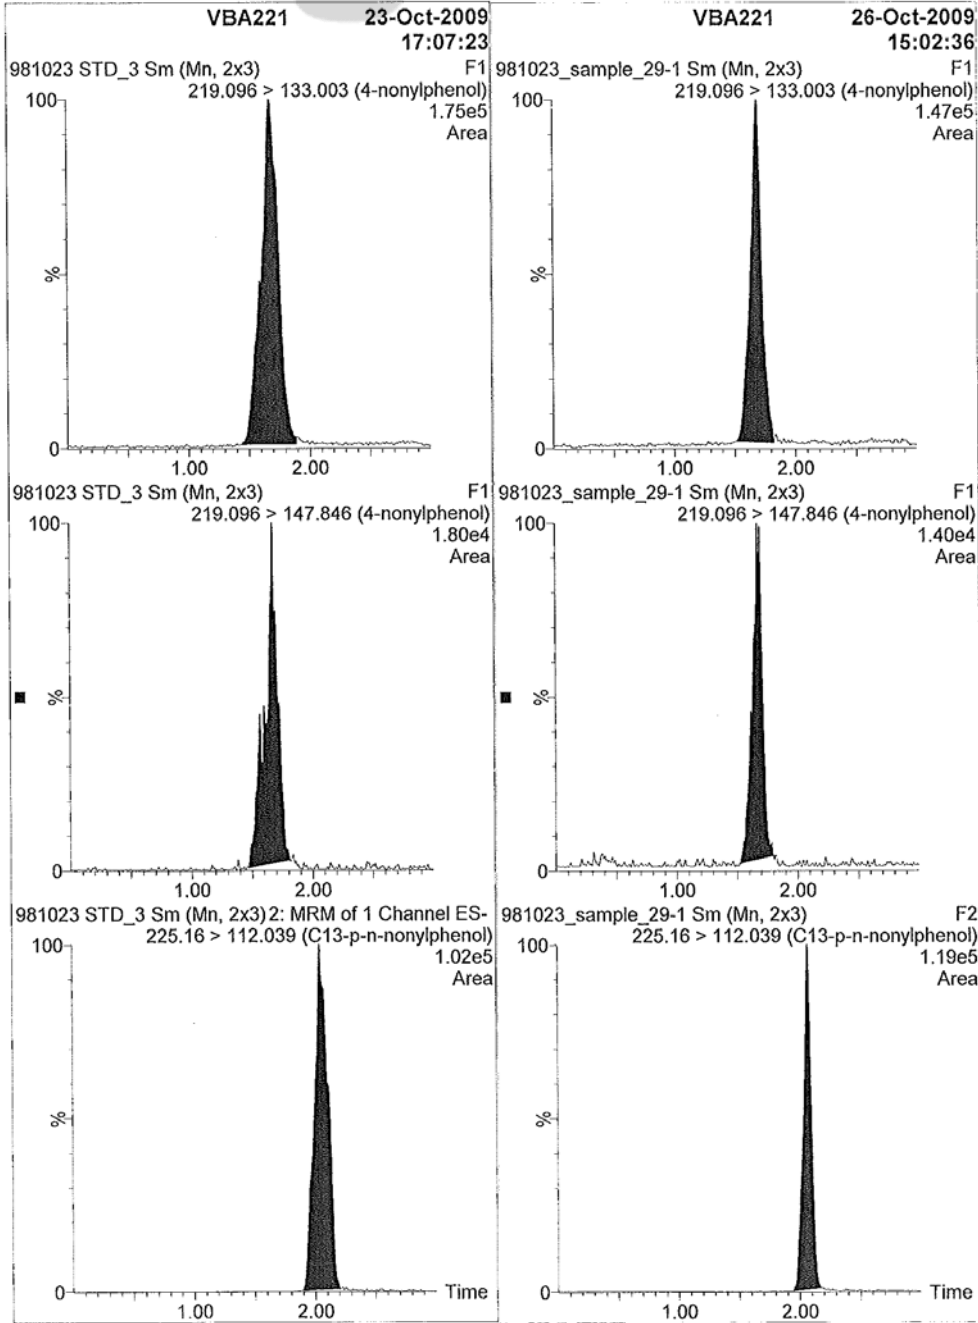 VBA221 23-Oct-2009
17:07:23
981023 STD_3 Sm (Mn, 2x3) F1
219.096 > 133.003 (4-nonylphenol)
1.75e5
Area
100
%
0
1.00 2.00
981023 STD_3 Sm (Mn, 2x3) F1
219.096 > 147.846 (4-nonylphenol)
1.80e4
Area
100
%
0
1.00 2.00
981023 STD_3 Sm (Mn, 2x3) 2: MRM of 1 Channel ES-
225.16 > 112.039 (C13-p-n-nonylphenol)
1.02e5
Area
100
%
0
Time
1.00 2.00
VBA221 26-Oct-2009
15:02:36
981023_sample_29-1 Sm (Mn, 2x3) F1
219.096 > 133.003 (4-nonylphenol)
1.47e5
Area
100
%
0
1.00 2.00
981023_sample_29-1 Sm (Mn, 2x3) F1
219.096 > 147.846 (4-nonylphenol)
1.40e4
Area
100
%
0
1.00 2.00
981023_sample_29-1 Sm (Mn, 2x3) F2
225.16 > 112.039 (C13-p-n-nonylphenol)
1.19e5
Area
100
%
0
Time
1.00 2.00